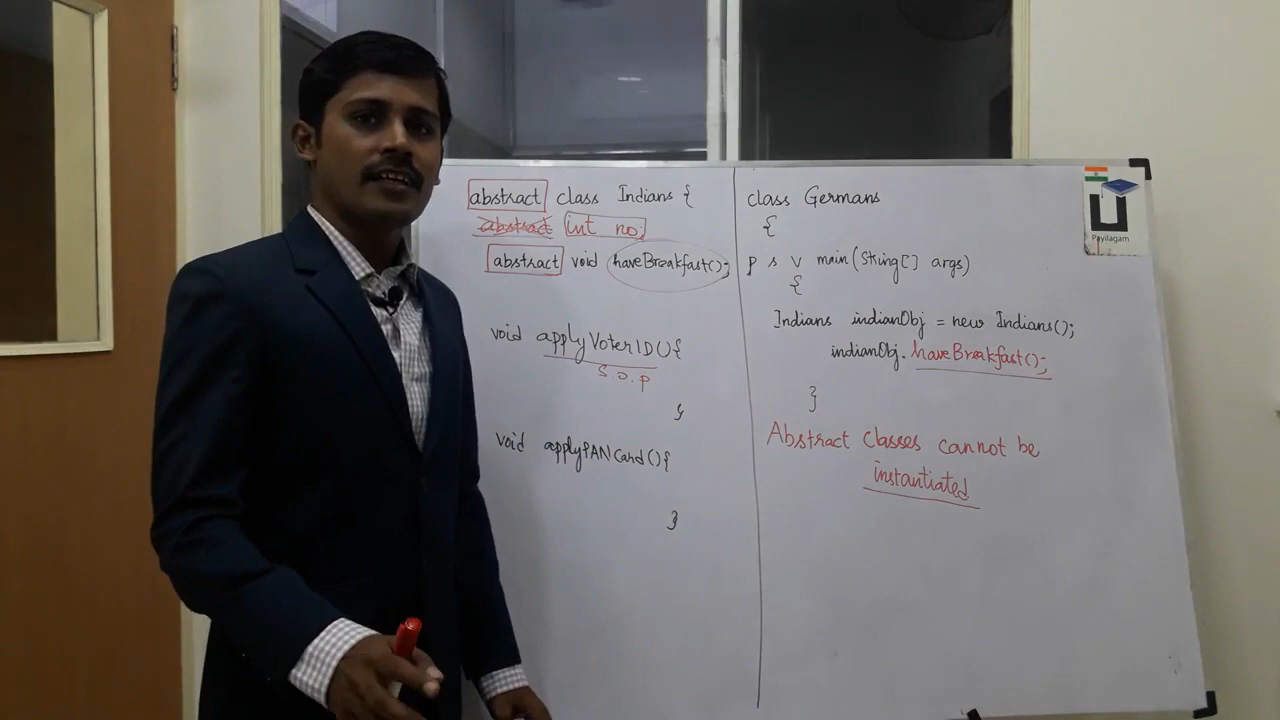 abstract class Indians {
abstract int no;
abstract void haveBreakfast();
void applyVoterID(){
S.O.P
}
void applyPANCard(){
}
class Germans
{
p s v main(String[] args)
{
Indians indianObj = new Indians();
indianObj.haveBreakfast();
}
Abstract classes cannot be
instantiated
Payilagam